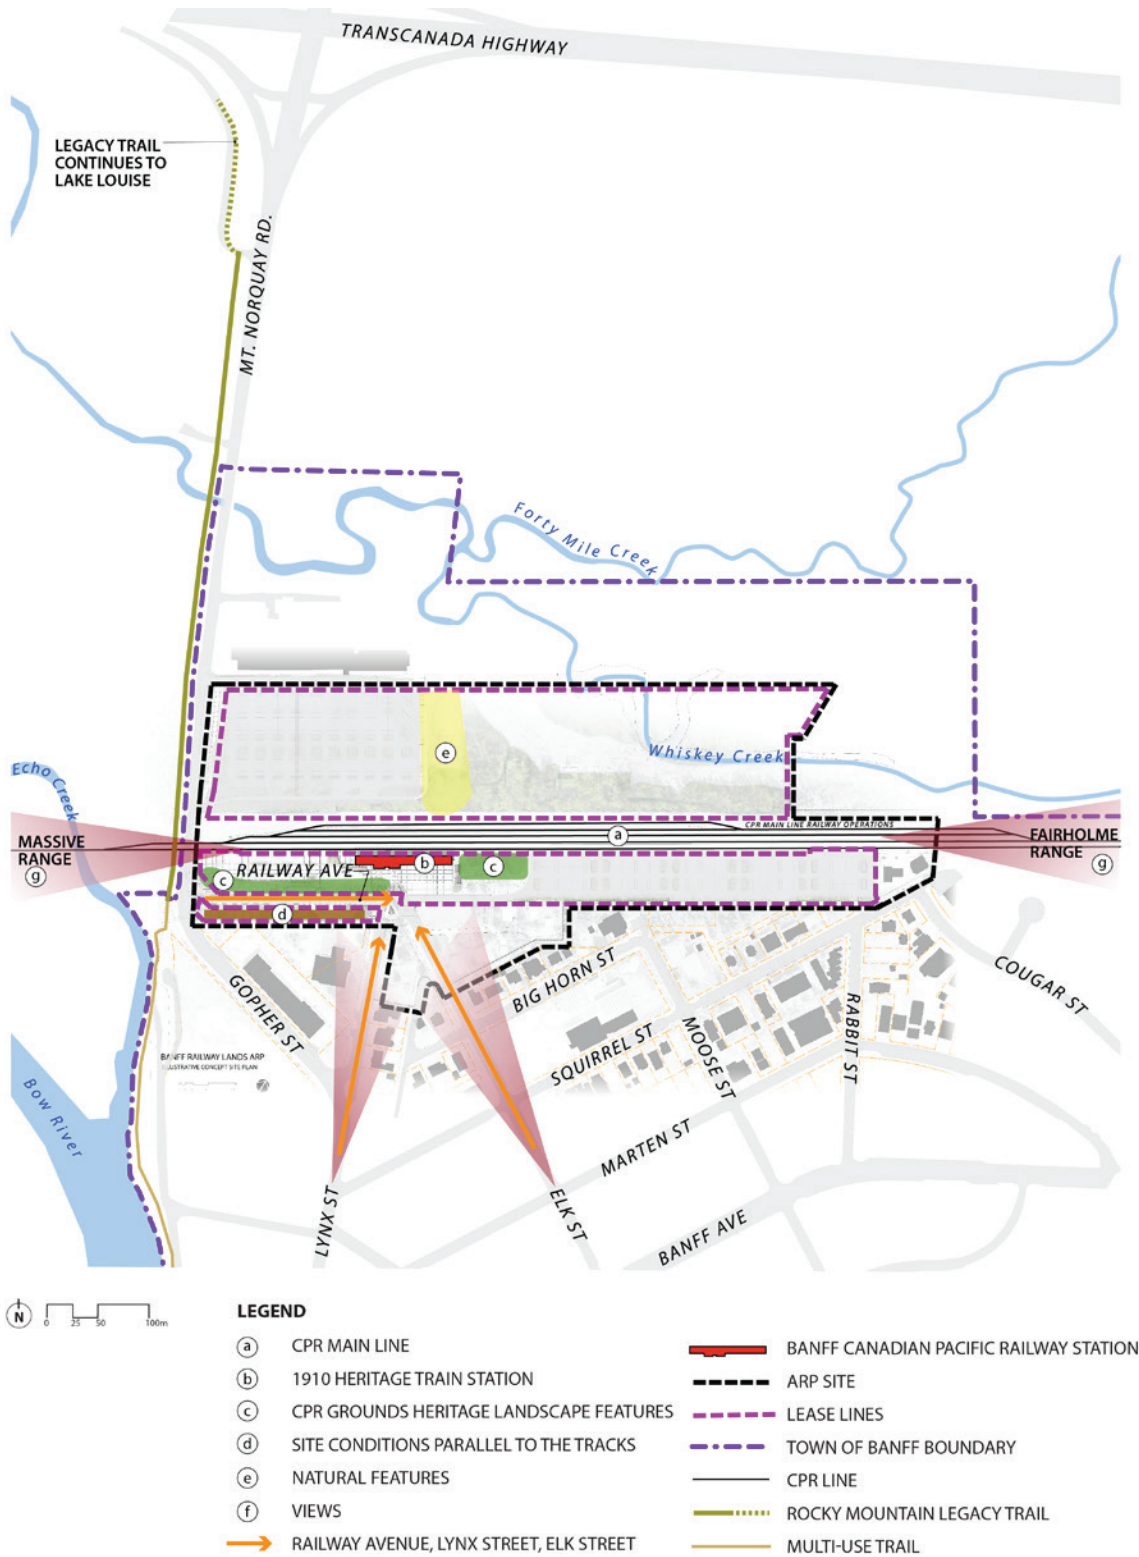 TRANSCANADA HIGHWAY
LEGACY TRAIL
CONTINUES TO
LAKE LOUISE
MT. NORQUAY RD.
Forty Mile Creek
Whiskey Creek
Echo Creek
e
CPR MAIN LINE RAILWAY OPERATIONS
a
MASSIVE
RANGE
g
FAIRHOLME
RANGE
g
RAILWAY AVE
b
c
c
d
GOPHER ST
BIG HORN ST
SQUIRREL ST
MOOSE ST
RABBIT ST
COUGAR ST
BANFF RAILWAY LANDS ARP
ILLUSTRATIVE CONCEPT SITE PLAN
Bow River
MARTEN ST
LYNX ST
ELK ST
BANFF AVE
N
0 25 50 100m
LEGEND
a CPR MAIN LINE
b 1910 HERITAGE TRAIN STATION
c CPR GROUNDS HERITAGE LANDSCAPE FEATURES
d SITE CONDITIONS PARALLEL TO THE TRACKS
e NATURAL FEATURES
f VIEWS
RAILWAY AVENUE, LYNX STREET, ELK STREET
BANFF CANADIAN PACIFIC RAILWAY STATION
ARP SITE
LEASE LINES
TOWN OF BANFF BOUNDARY
CPR LINE
ROCKY MOUNTAIN LEGACY TRAIL
MULTI-USE TRAIL